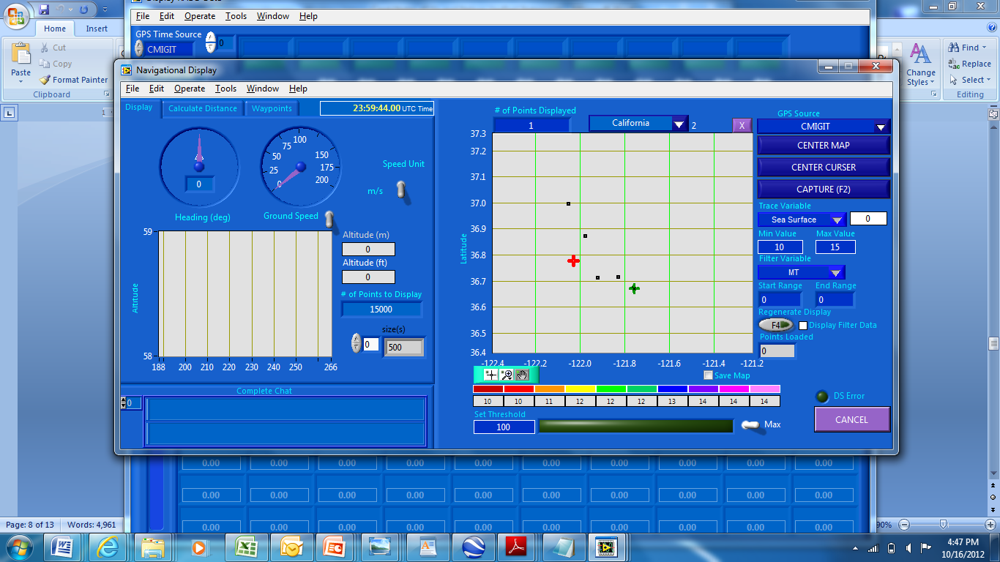 File Edit Operate Tools Window Help
Home Insert
GPS Time Source
CMIGIT 0
Paste
Cut
Copy
Format Painter
Clipboard
Change Styles
Find
Replace
Select
Editing
Navigational Display
File Edit Operate Tools Window Help
Display Calculate Distance Waypoints 23:59:44.00 UTC Time
0
Heading (deg)
0 25 50 75 100 150 175 200
Ground Speed
Speed Unit
m/s
59
58
Altitude
188 200 210 220 230 240 250 266
Altitude (m)
0
Altitude (ft)
0
# of Points to Display
15000
size(s)
0 500
Complete Chat
0
# of Points Displayed
1 California 2 X
37.3
37.2
37.1
37.0
36.9
36.8
36.7
36.6
36.5
36.4
Latitude
-122.4 -122.2 -122.0 -121.8 -121.6 -121.4 -121.2
Save Map
10 10 11 12 12 12 13 14 14 14
Set Threshold
100 Max
GPS Source
CMIGIT
CENTER MAP
CENTER CURSER
CAPTURE (F2)
Trace Variable
Sea Surface 0
Min Value Max Value
10 15
Filter Variable
MT
Start Range End Range
0 0
Regenerate Display
F4 Display Filter Data
Points Loaded
0
DS Error
CANCEL
0.00 0.00 0.00 0.00 0.00 0.00 0.00 0.00 0.00 0.00
0.00 0.00 0.00 0.00 0.00 0.00 0.00 0.00 0.00 0.00
0.00 0.00 0.00 0.00 0.00 0.00 0.00 0.00 0.00 0.00
Page: 8 of 13 Words: 4,961 90%
4:47 PM
10/16/2012